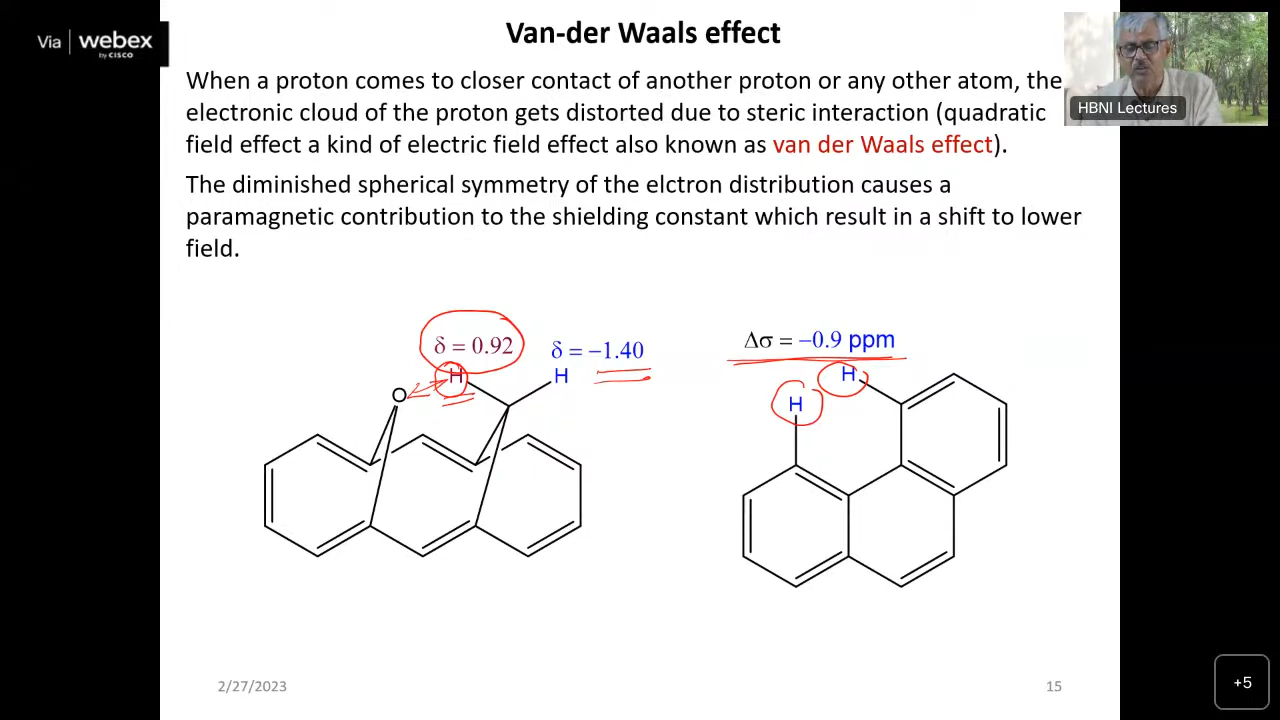 Van-der Waals effect
Via | webex
by CISCO
When a proton comes to closer contact of another proton or any other atom, the
electronic cloud of the proton gets distorted due to steric interaction (quadratic
field effect a kind of electric field effect also known as van der Waals effect).
HBNI Lectures
The diminished spherical symmetry of the elctron distribution causes a
paramagnetic contribution to the shielding constant which result in a shift to lower
field.
δ = 0.92
δ = −1.40
Δσ = −0.9 ppm
H
H
H
H
O
2/27/2023
15
+5